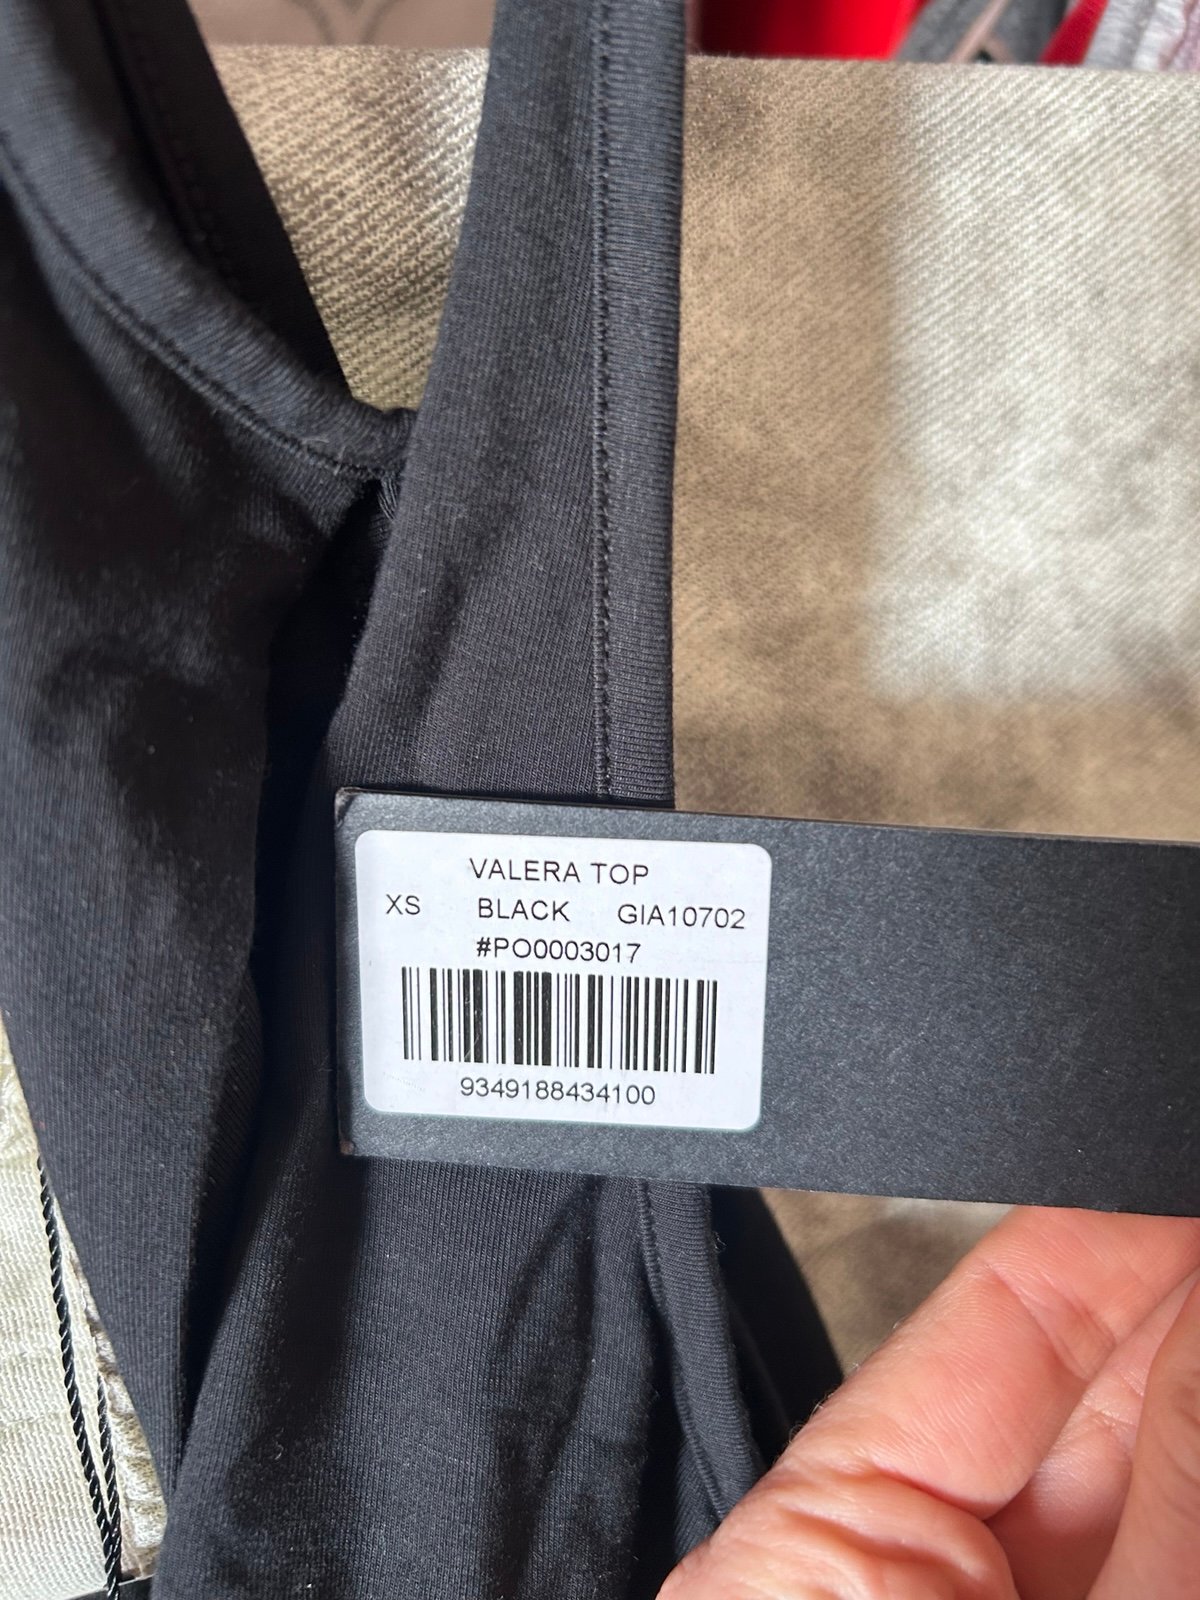 VALERA TOP
XS BLACK GIA10702
#PO0003017
9349188434100